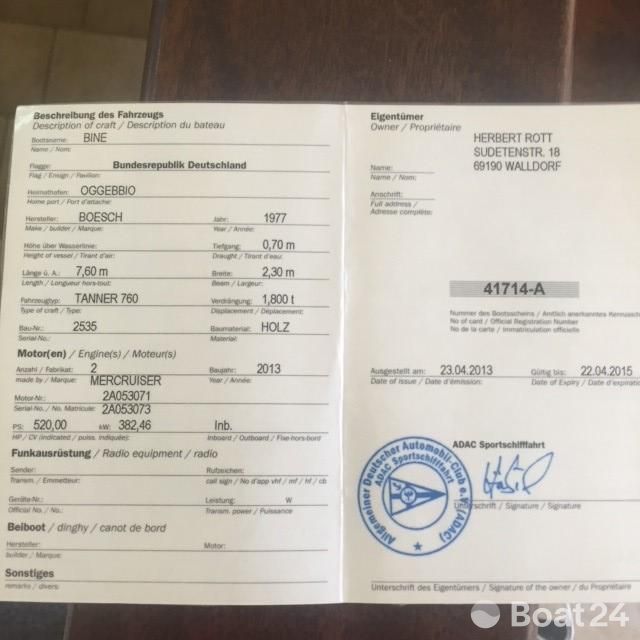 Beschreibung des Fahrzeugs
Description of craft / Description du bateau
Bootsname: BINE
Name / Nom:
Flagge: Bundesrepublik Deutschland
Flag / Ensign / Pavillon:
Heimathafen: OGGEBBIO
Home port / Port d'attache:
Hersteller: BOESCH Jahr: 1977
Make / builder / Marque: Year / Année:
Höhe über Wasserlinie: Tiefgang: 0,70 m
Height of vessel / Tirant d'air: Draught / Tirant d'eau:
Länge ü. A.: 7,60 m Breite: 2,30 m
Length / Longueur hors-tout: Beam / Largeur:
Fahrzeugtyp: TANNER 760 Verdrängung: 1,800 t
Type of craft / Type: Displacement / Déplacement:
Bau-Nr.: 2535 Baumaterial: HOLZ
Serial-No.: Material:
Motor(en) / Engine(s) / Moteur(s)
Anzahl / Fabrikat: 2 Baujahr: 2013
made by / Marque: MERCRUISER Year / Année:
Motor-Nr.: 2A053071
Serial-No. / No. Matricule: 2A053073
PS: 520,00 kW: 382,46 Inb.
HP / CV (indicated / puiss. indiquée): Inboard / Outboard / Fixe-hors-bord
Funkausrüstung / Radio equipment / radio
Sender: Rufzeichen:
Transm. / Emmetteur: call sign / No d'app vhf / mf / hf / cb
Geräte-Nr.: Leistung: W
Official No. / No.: Transm. power / Puissance
Beiboot / dinghy / canot de bord
Hersteller: Motor:
builder / Marque:
Sonstiges
remarks / divers:
Eigentümer
Owner / Propriétaire
HERBERT ROTT
SUDETENSTR. 18
69190 WALLDORF
Name:
Name / Nom:
Anschrift:
Full address /
Adresse complète:
41714-A
Nummer des Bootsscheins / Amtlich anerkanntes
No of card / Official Registration Number
No de la carte / Immatriculation officielle
Ausgestellt am: 23.04.2013 Gültig bis: 22.04.2015
Date of issue / Date d'émission: Date of Expiry / Date d'expiration
ADAC Sportschifffahrt
Allgemeiner Deutscher Automobil-Club e.V. (ADAC)
ADAC Sportschifffahrt
Unterschrift / Signature / Signature
Unterschrift des Eigentümers / Signature of the owner / du Propriétaire
Boat24